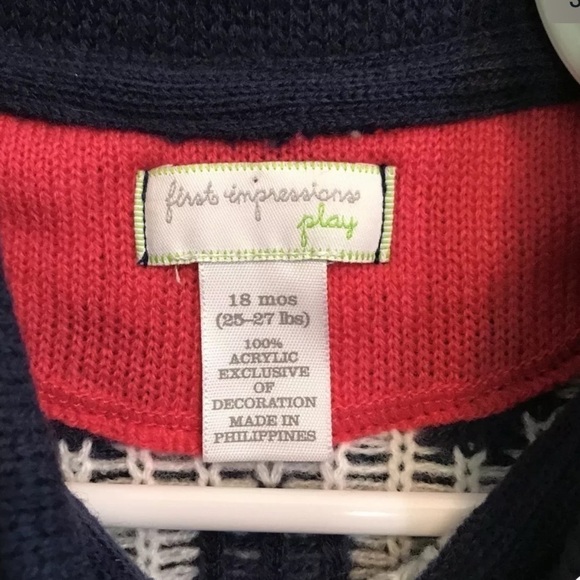 first impressions
play
18 mos
(25-27 lbs)
100%
ACRYLIC
EXCLUSIVE
OF
DECORATION
MADE IN
PHILIPPINES